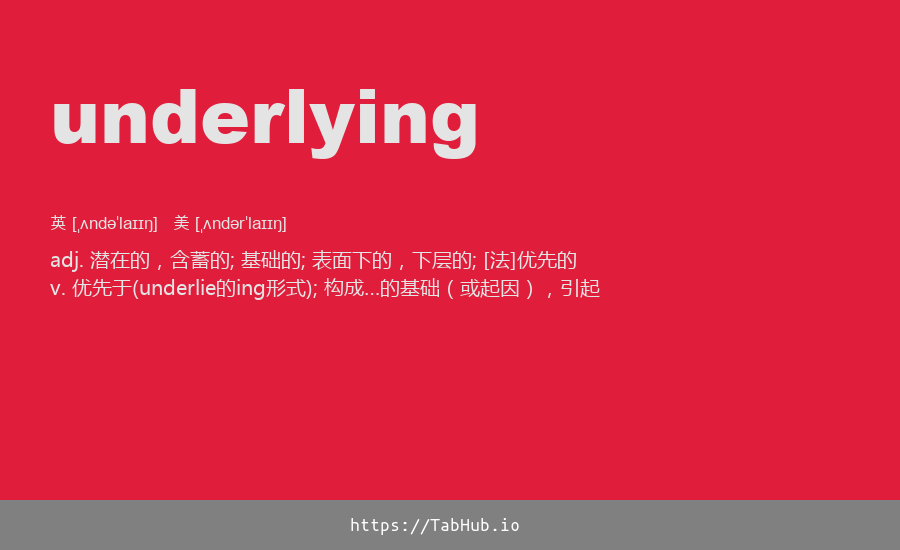 underlying
英 [ˌʌndəˈlaɪɪŋ] 美 [ˌʌndərˈlaɪɪŋ]
adj. 潜在的，含蓄的; 基础的; 表面下的，下层的; [法]优先的
v. 优先于(underlie的ing形式); 构成…的基础（或起因），引起
https://TabHub.io